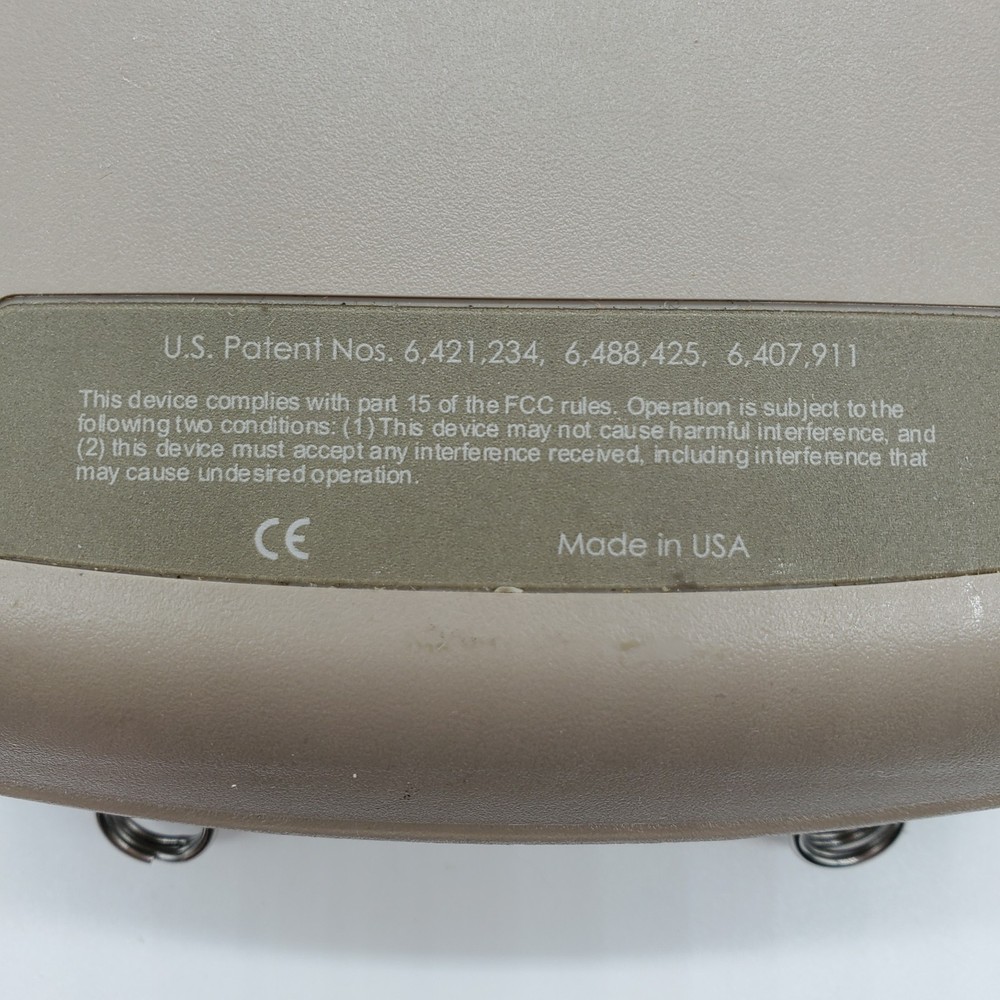 U.S. Patent Nos. 6,421,234, 6,488,425, 6,407,911
This device complies with part 15 of the FCC rules. Operation is subject to the
following two conditions: (1) This device may not cause harmful interference, and
(2) this device must accept any interference received, including interference that
may cause undesired operation.
CE Made in USA